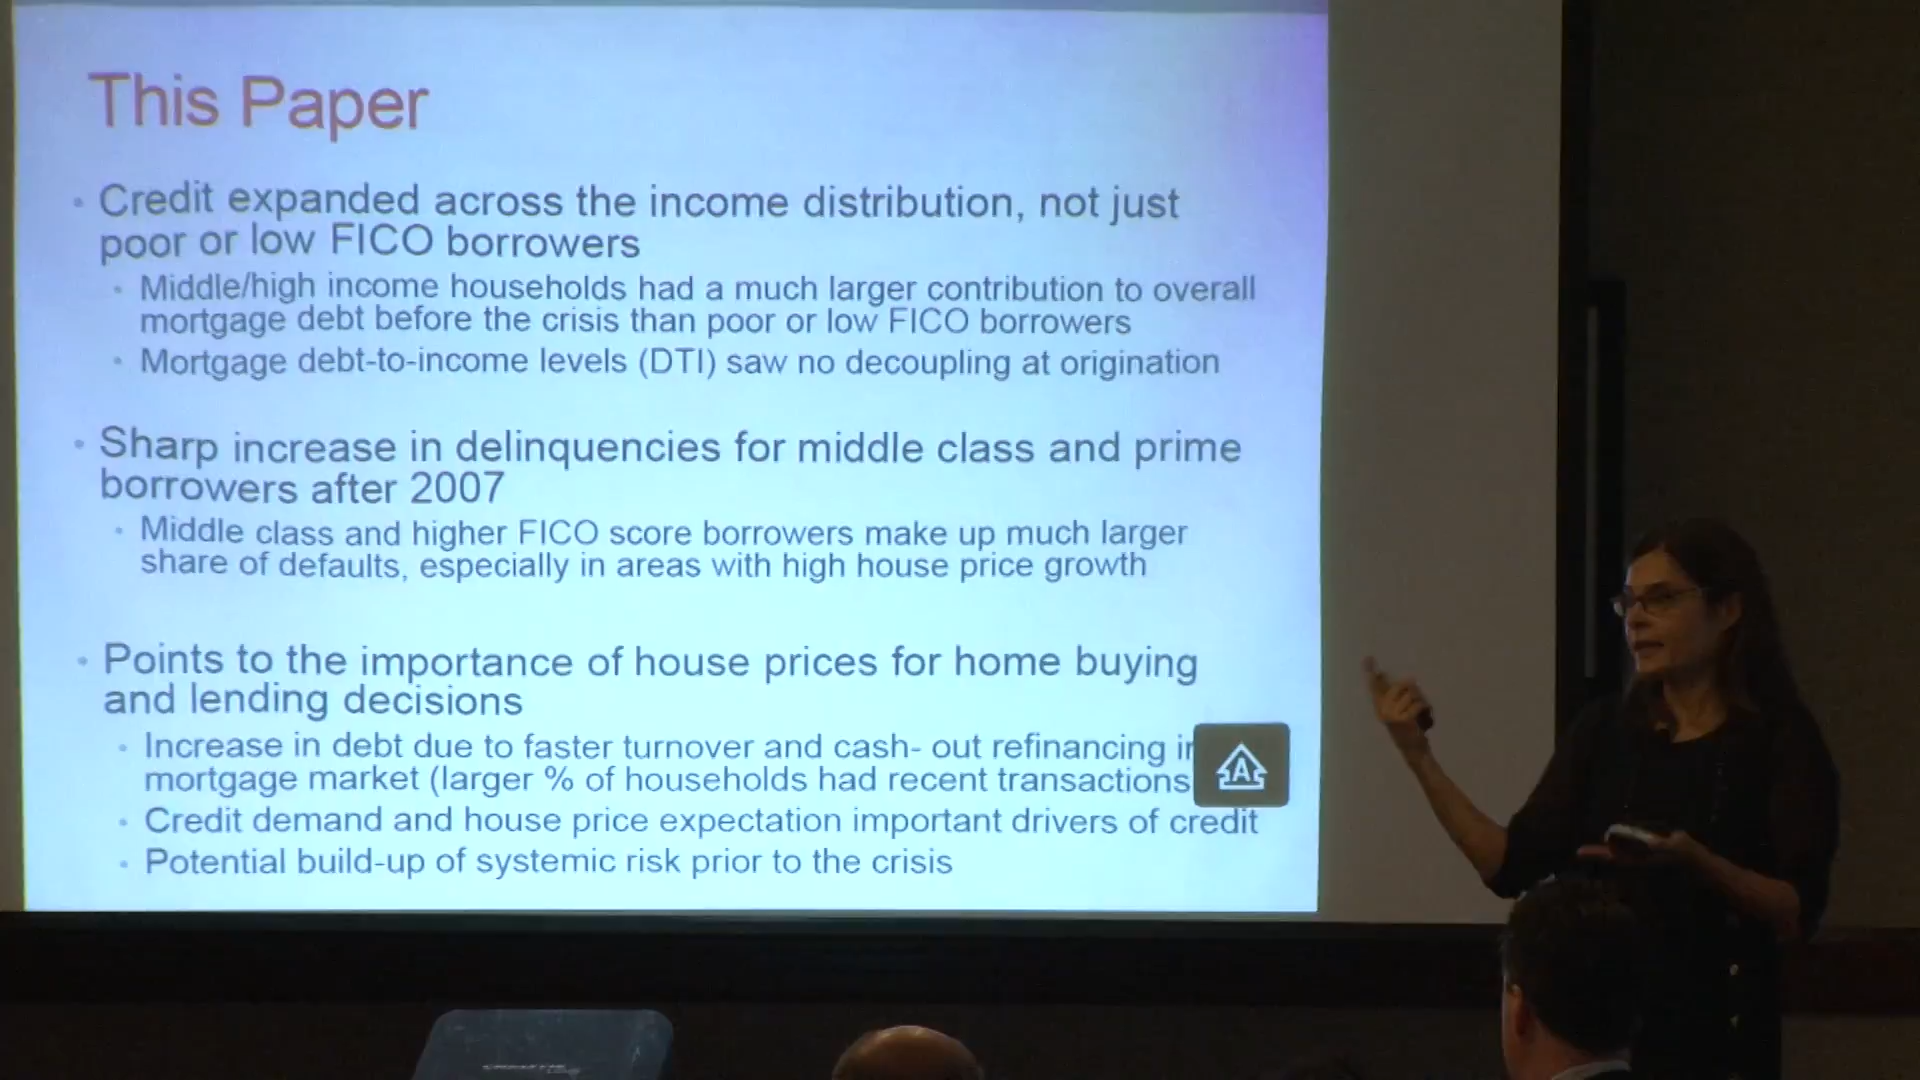 This Paper
Credit expanded across the income distribution, not just
poor or low FICO borrowers
Middle/high income households had a much larger contribution to overall
mortgage debt before the crisis than poor or low FICO borrowers
Mortgage debt-to-income levels (DTI) saw no decoupling at origination
Sharp increase in delinquencies for middle class and prime
borrowers after 2007
Middle class and higher FICO score borrowers make up much larger
share of defaults, especially in areas with high house price growth
Points to the importance of house prices for home buying
and lending decisions
Increase in debt due to faster turnover and cash- out refinancing in
mortgage market (larger % of households had recent transactions
A
Credit demand and house price expectation important drivers of credit
Potential build-up of systemic risk prior to the crisis